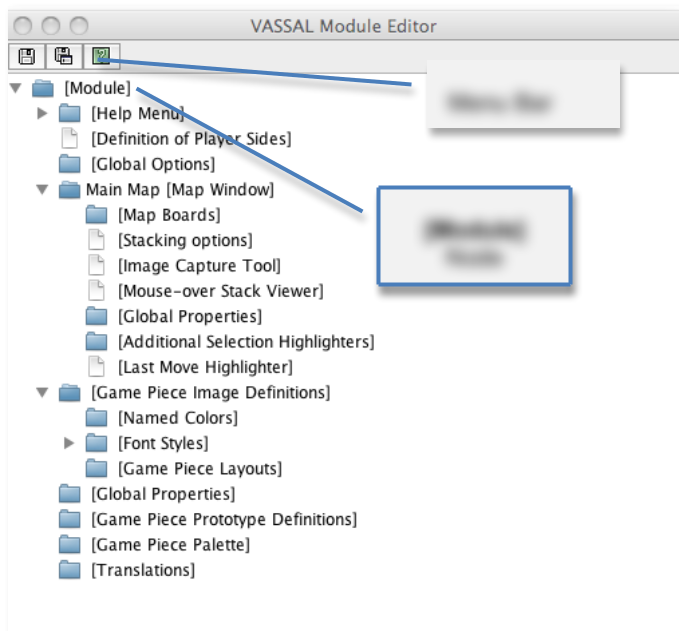 VASSAL Module Editor
[Module]
[Help Menu]
[Definition of Player Sides]
[Global Options]
Main Map [Map Window]
[Map Boards]
[Stacking options]
[Image Capture Tool]
[Mouse-over Stack Viewer]
[Global Properties]
[Additional Selection Highlighters]
[Last Move Highlighter]
[Game Piece Image Definitions]
[Named Colors]
[Font Styles]
[Game Piece Layouts]
[Global Properties]
[Game Piece Prototype Definitions]
[Game Piece Palette]
[Translations]